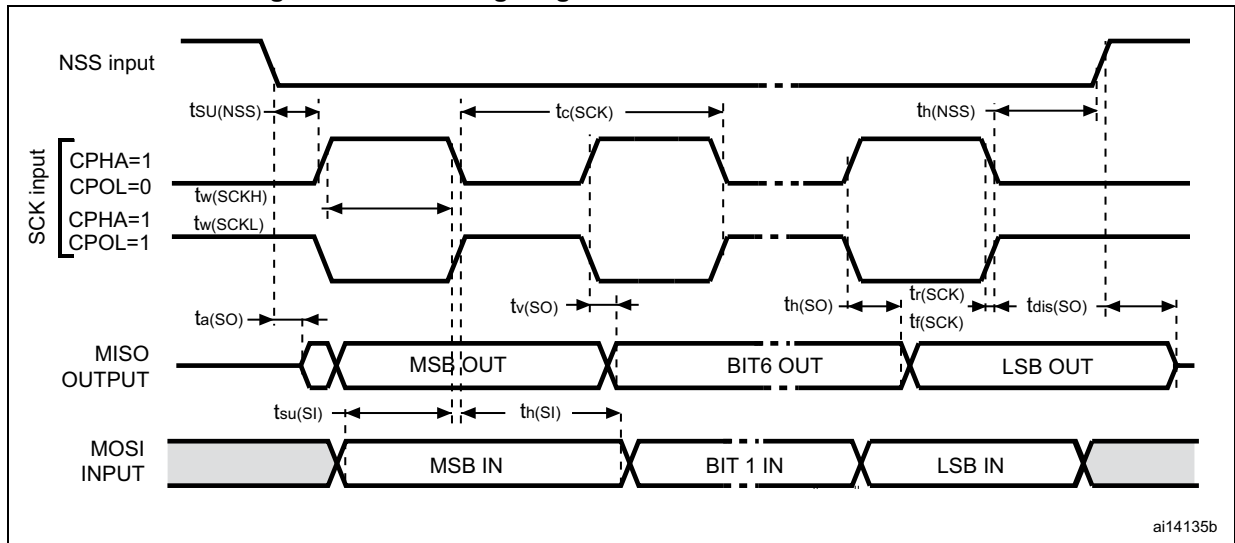 NSS input
tSU(NSS)
tc(SCK)
th(NSS)
SCK input
CPHA=1
CPOL=0
tw(SCKH)
CPHA=1
tw(SCKL)
CPOL=1
ta(SO)
tv(SO)
th(SO)
tr(SCK)
tf(SCK)
tdis(SO)
MISO
OUTPUT
MSB OUT
BIT6 OUT
LSB OUT
tsu(SI)
th(SI)
MOSI
INPUT
MSB IN
BIT 1 IN
LSB IN
ai14135b